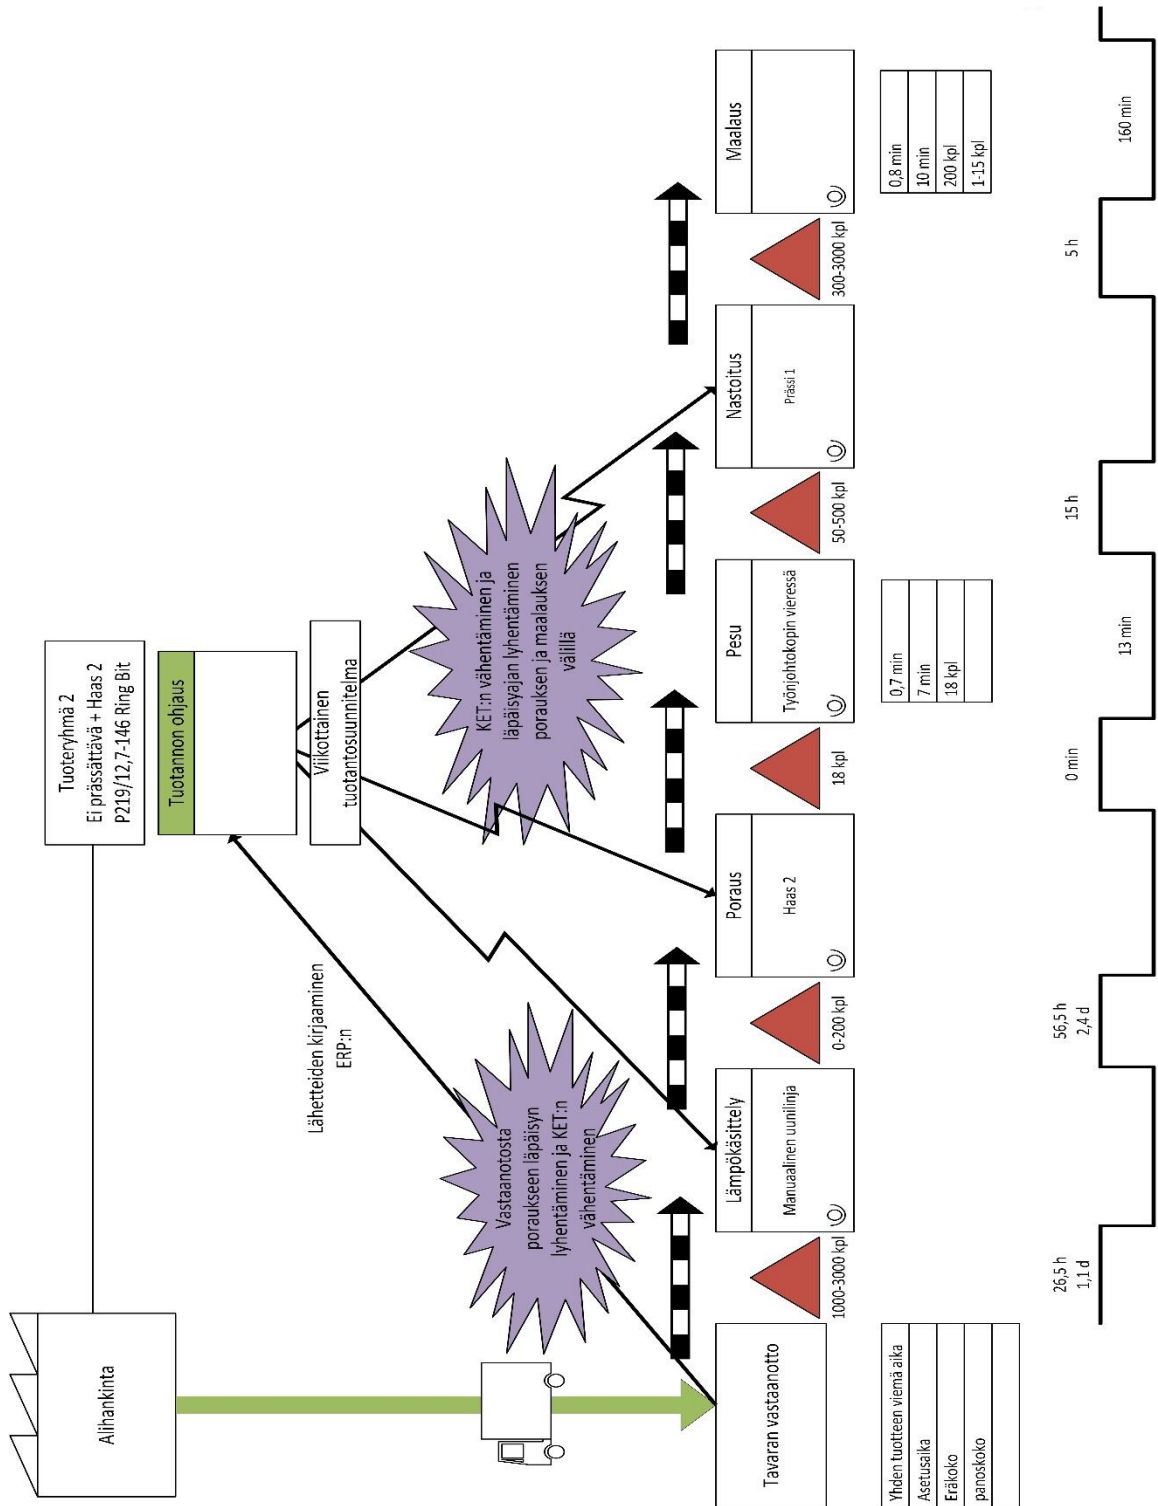 Alihankinta
Tuoteryhmä 2
Ei prässättävä + Haas 2
P219/12,7-146 Ring Bit
Tuotannon ohjaus
Lähetteiden kirjaaminen
ERP:n
Viikottainen
tuotantosuunnitelma
Vastaanotosta
poraukseen läpäisyn
lyhentäminen ja KET:n
vähentäminen
KET:n vähentäminen ja
läpäisyajan lyhentäminen
porauksen ja maalauksen
välillä
Tavaran vastaanotto
1000-3000 kpl
Lämpökäsittely
Manuaalinen uunilinja
0-200 kpl
Poraus
Haas 2
18 kpl
Pesu
Työnjohtokopin vieressä
50-500 kpl
Nastoitus
Prässi 1
300-3000 kpl
Maalaus
Yhden tuotteen viemä aika
Asetusaika
Eräkoko
panoskoko
0,7 min
7 min
18 kpl
0,8 min
10 min
200 kpl
1-15 kpl
26,5 h
1,1 d
56,5 h
2,4 d
0 min
13 min
15 h
5 h
160 min